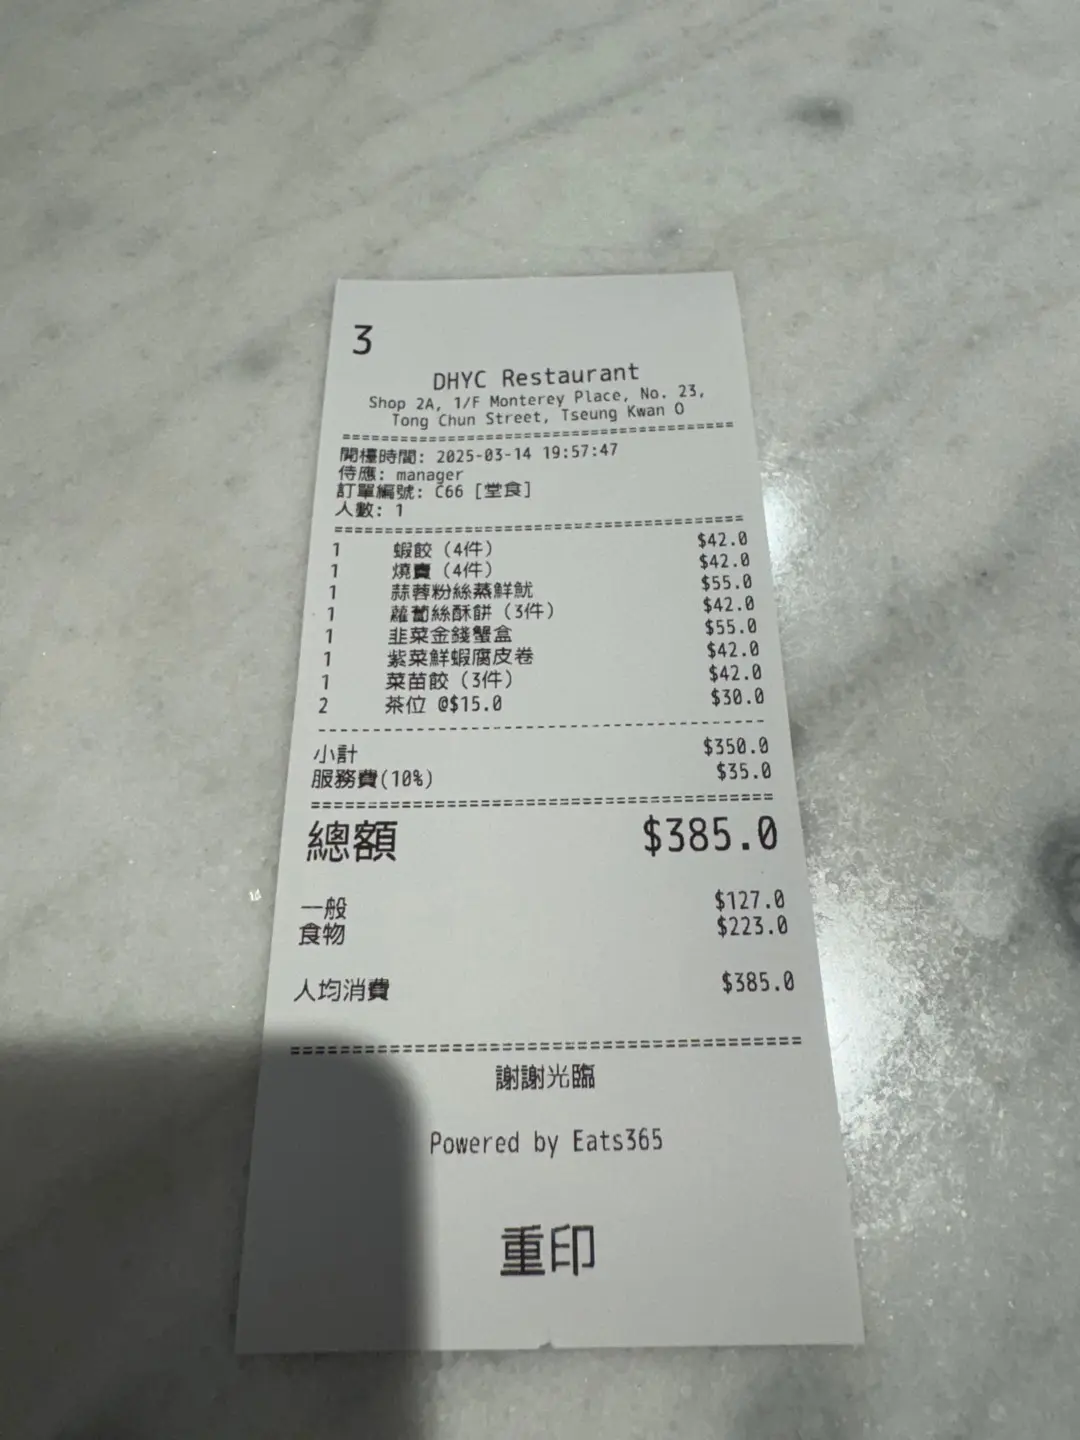 3
DHYC Restaurant
Shop 2A, 1/F Monterey Place, No. 23,
Tong Chun Street, Tseung Kwan O
========================================
開檯時間: 2025-03-14 19:57:47
侍應: manager
訂單編號: C66 [堂食]
人數: 1
========================================
1 蝦餃 (4件) $42.0
1 燒賣 (4件) $42.0
1 蒜蓉粉絲蒸鮮魷 $55.0
1 蘿蔔絲酥餅 (3件) $42.0
1 韭菜金錢蟹盒 $55.0
1 紫菜鮮蝦腐皮卷 $42.0
1 菜苗餃 (3件) $42.0
2 茶位 @$15.0 $30.0
----------------------------------------
小計 $350.0
服務費(10%) $35.0
========================================
總額 $385.0
一般 $127.0
食物 $223.0
人均消費 $385.0
========================================
謝謝光臨
Powered by Eats365
重印